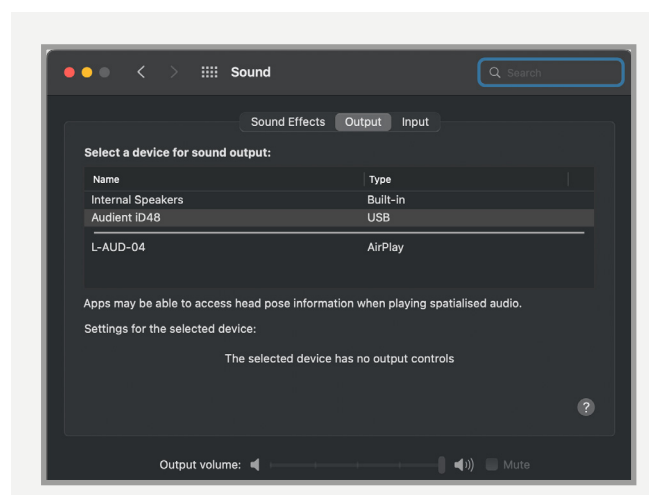 Sound
Search
Sound Effects Output Input
Select a device for sound output:
Name Type
Internal Speakers Built-in
Audient iD48 USB
L-AUD-04 AirPlay
Apps may be able to access head pose information when playing spatialised audio.
Settings for the selected device:
The selected device has no output controls
?
Output volume: Mute